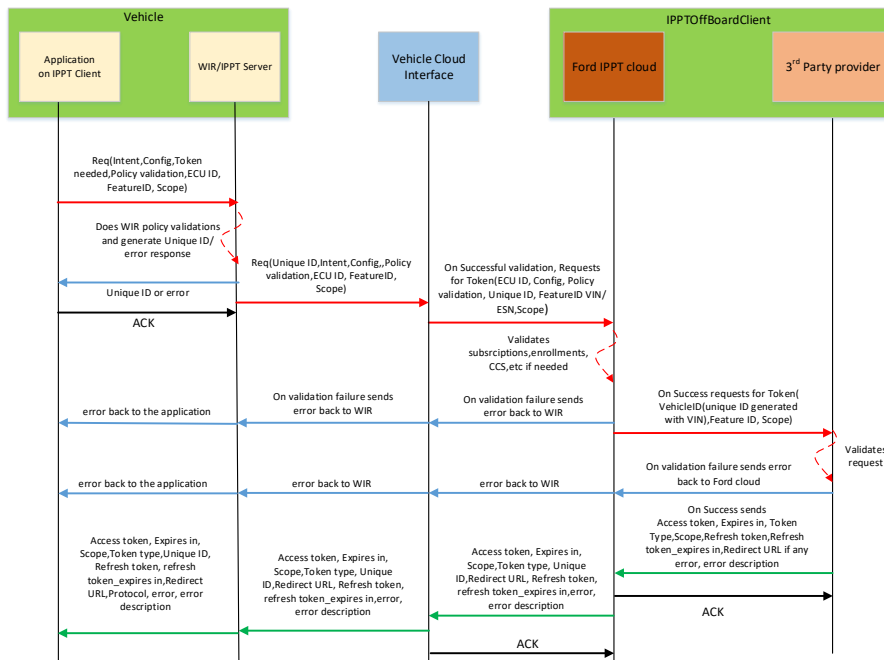 Vehicle
IPPTOffBoardClient
Application
on IPPT Client
WIR/IPPT Server
Vehicle Cloud
Interface
Ford IPPT cloud
3rd Party provider
Req(Intent,Config,Token
needed,Policy validation,ECU ID,
FeatureID, Scope)
Does WIR policy validations
and generate Unique ID/
error response
Unique ID or error
ACK
Req(Unique ID,Intent,Config,,Policy
validation,ECU ID, FeatureID,
Scope)
On Successful validation, Requests
for Token(ECU ID, Config, Policy
validation, Unique ID, FeatureID VIN/
ESN,Scope)
Validates
subsrciptions,enrollments,
CCS,etc if needed
On Success requests for Token(
VehicleID(unique ID generated
with VIN),Feature ID, Scope)
On validation failure sends
error back to WIR
On validation failure sends
error back to WIR
error back to the application
Validates
request
On validation failure sends error
back to Ford cloud
error back to the application
error back to WIR
error back to WIR
On Success sends
Access token, Expires in, Token
Type,Scope,Refresh token,Refresh
token_expires in,Redirect URL if any
error, error description
ACK
Access token, Expires in,
Scope,Token type,Unique ID,
Refresh token, refresh
token_expires in,Redirect
URL,Protocol, error, error
description
Access token, Expires in,
Scope,Token type, Unique
ID,Redirect URL, Refresh token,
refresh token_expires in,error,
error description
Access token, Expires in,
Scope,Token type, Unique
ID,Redirect URL, Refresh token,
refresh token_expires in,error,
error description
ACK